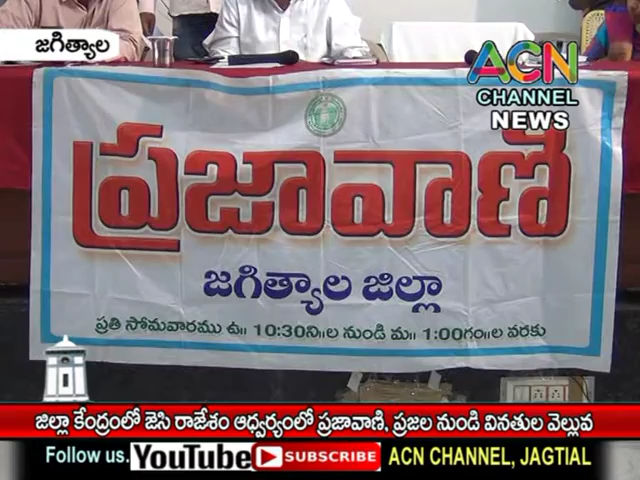 జగిత్యాల
ACN
CHANNEL
NEWS
ప్రజావాణి
జగిత్యాల జిల్లా
ప్రతి సోమవారము ఉ॥ 10:30ని॥ల నుండి మ॥ 1:00గం॥ల వరకు
జిల్లా కేంద్రంలో జెసి రాజేశం ఆధ్వర్యంలో ప్రజావాణి, ప్రజల నుండి వినతుల వెల్లువ
Follow us. YouTube SUBSCRIBE ACN CHANNEL, JAGTIAL